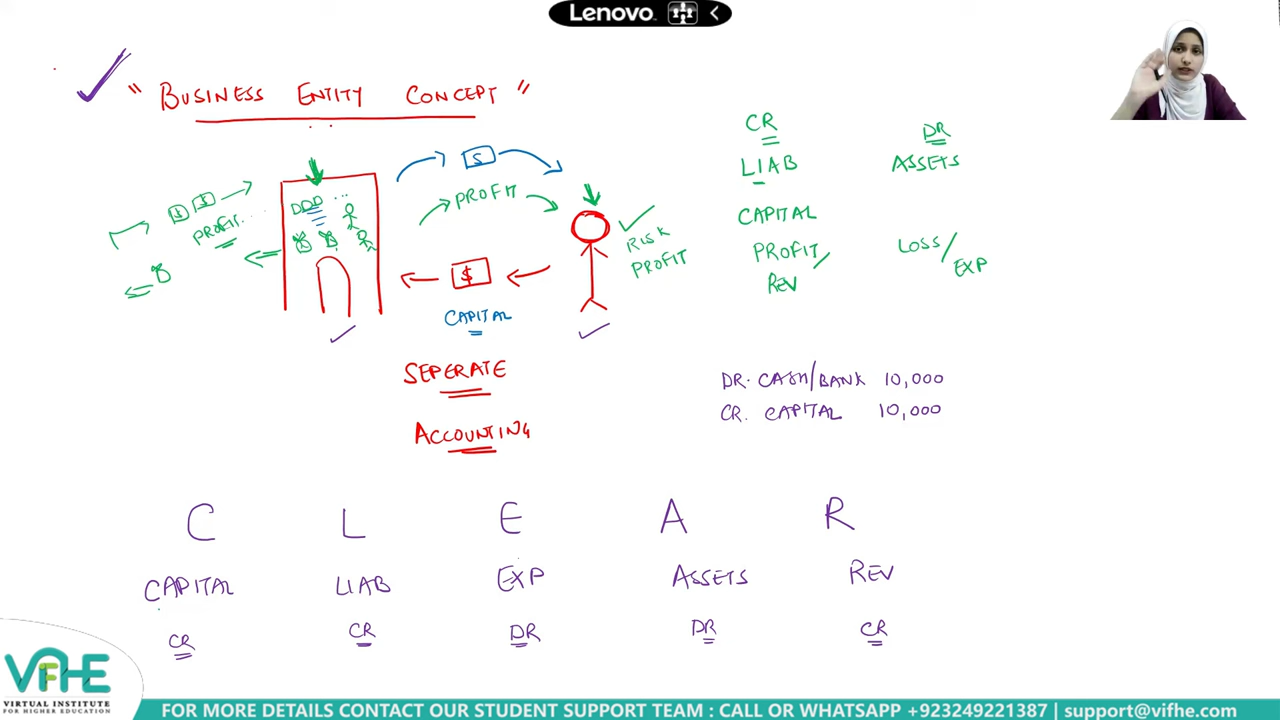 Lenovo
" BUSINESS ENTITY CONCEPT "
CR
DR
LIAB
ASSETS
CAPITAL
PROFIT/
REV
LOSS/
EXP
$ $
PROFIT...
S
PROFIT
RISK
PROFIT
$
CAPITAL
SEPERATE
ACCOUNTING
DR. CASH/BANK 10,000
CR. CAPITAL 10,000
C L E A R
CAPITAL LIAB EXP ASSETS REV
CR CR DR DR CR
VIFHE
VIRTUAL INSTITUTE
FOR HIGHER EDUCATION
FOR MORE DETAILS CONTACT OUR STUDENT SUPPORT TEAM : CALL OR WHATSAPP +923249221387 | support@vifhe.com